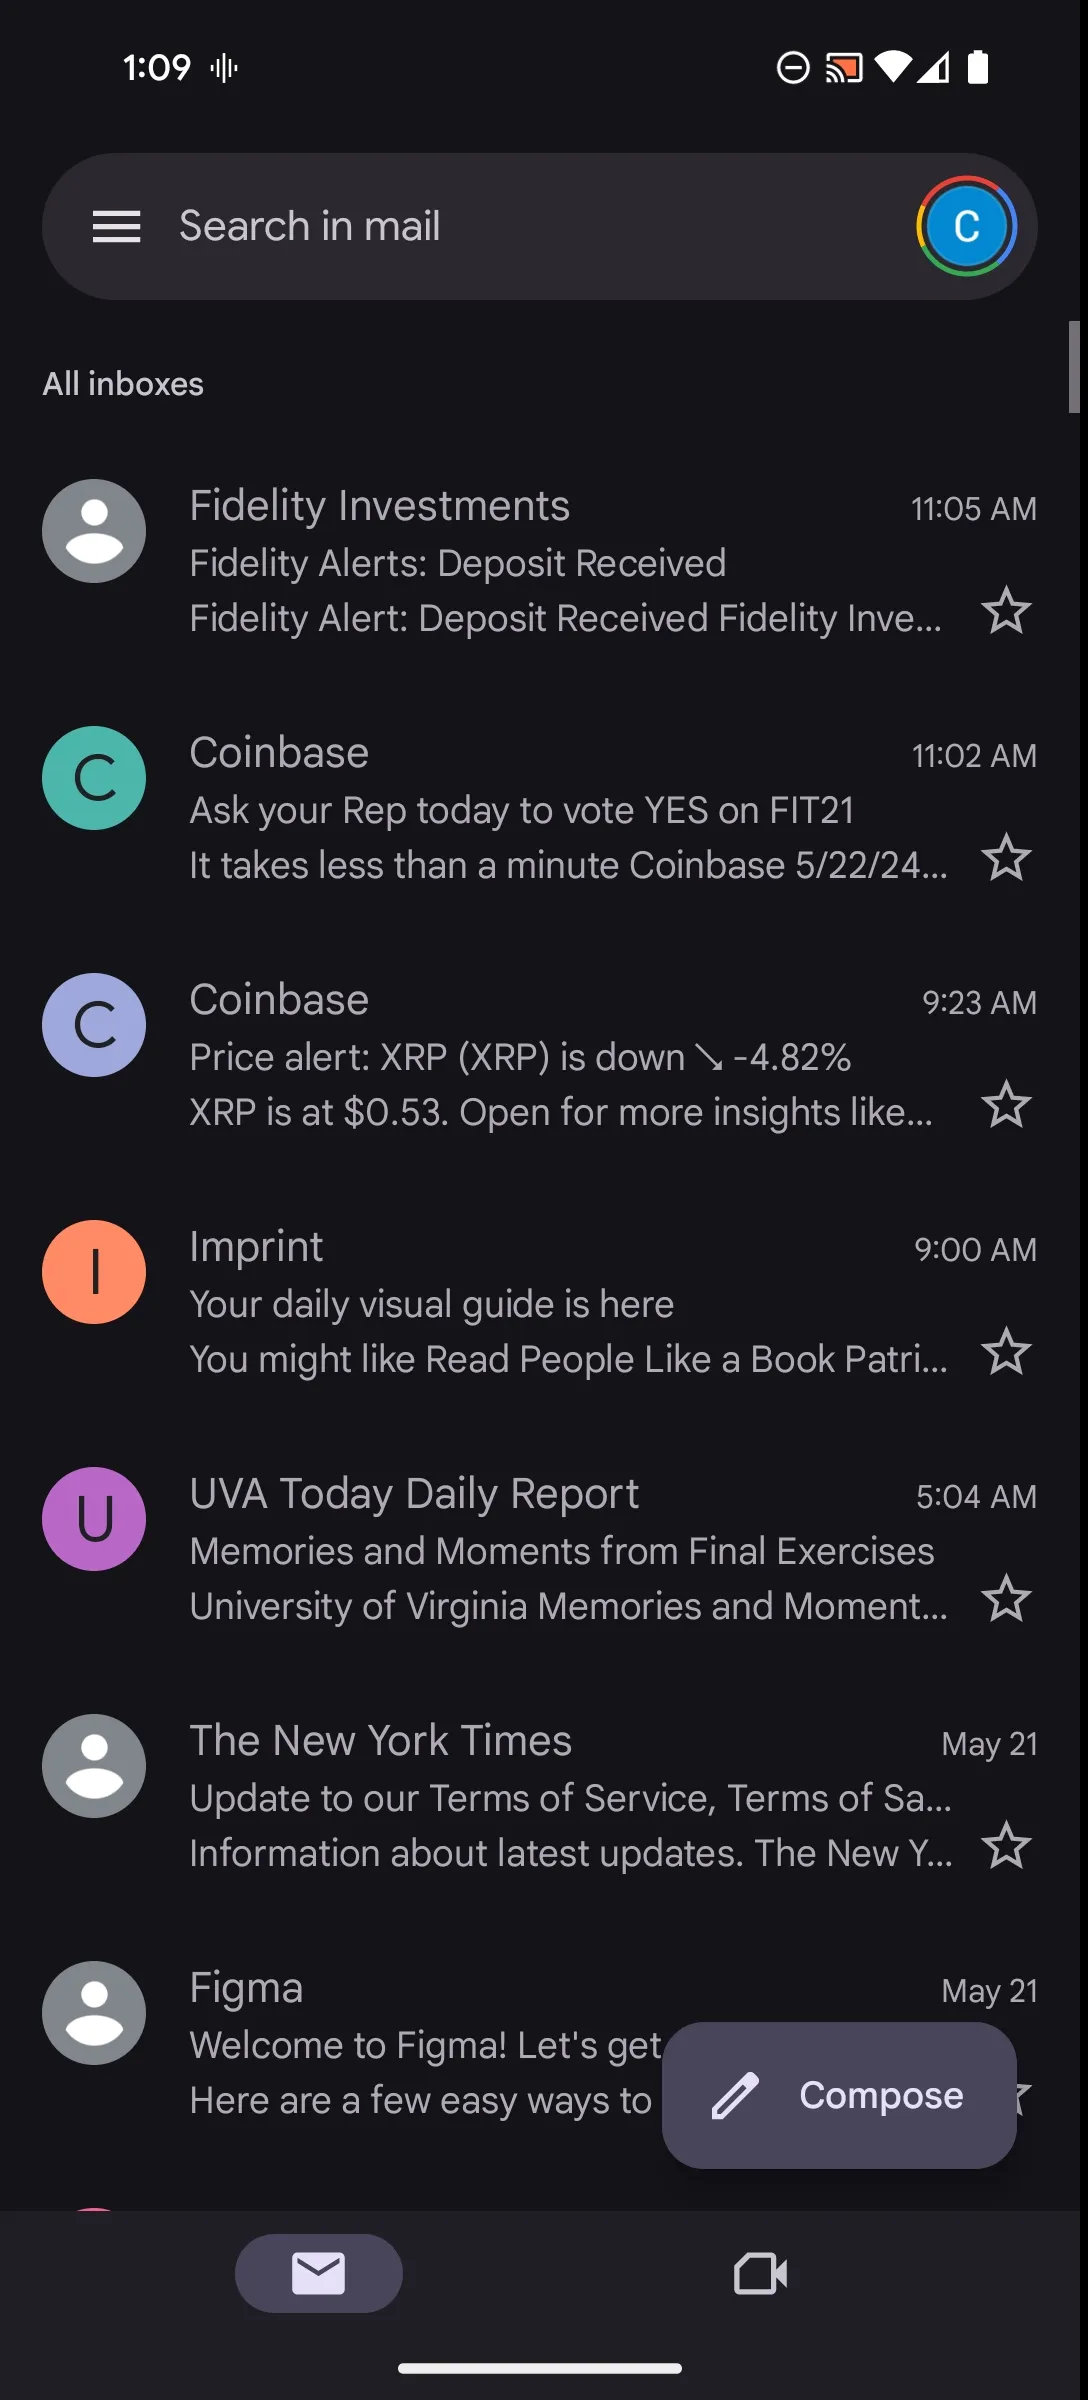 1:09
Search in mail
C
All inboxes
Fidelity Investments
11:05 AM
Fidelity Alerts: Deposit Received
Fidelity Alert: Deposit Received Fidelity Inve...
C
Coinbase
11:02 AM
Ask your Rep today to vote YES on FIT21
It takes less than a minute Coinbase 5/22/24...
C
Coinbase
9:23 AM
Price alert: XRP (XRP) is down ↘ -4.82%
XRP is at $0.53. Open for more insights like...
I
Imprint
9:00 AM
Your daily visual guide is here
You might like Read People Like a Book Patri...
U
UVA Today Daily Report
5:04 AM
Memories and Moments from Final Exercises
University of Virginia Memories and Moment...
The New York Times
May 21
Update to our Terms of Service, Terms of Sa...
Information about latest updates. The New Y...
Figma
May 21
Welcome to Figma! Let's get
Here are a few easy ways to
Compose